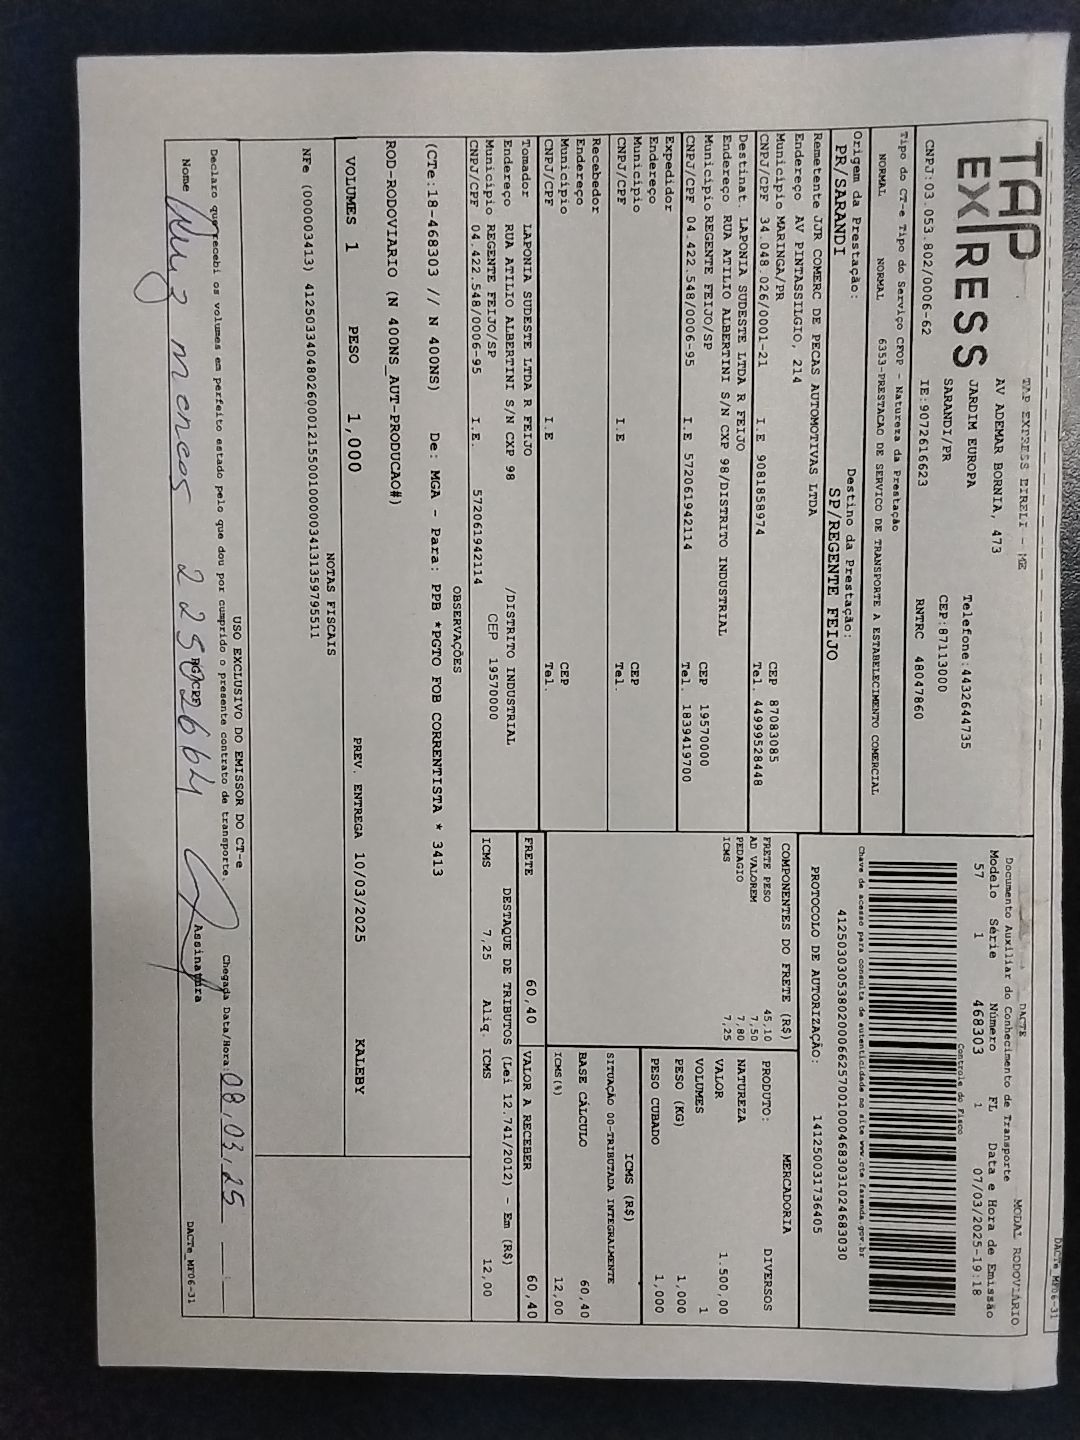 DACTe_MF06-31
TAP
EXPRESS
TAP EXPRESS EIRELI - ME
AV ADEMAR BORNIA, 473
JARDIM EUROPA
SARANDI/PR
Telefone:4432644735
CEP:87113000
CNPJ:03.053.802/0006-62
IE:9072616623
RNTRC 48047860
DACTE
MODAL RODOVIÁRIO
Documento Auxiliar do Conhecimento de Transporte
Modelo Série Número FL Data e Hora de Emissão
57 1 468303 1 07/03/2025-19:18
Controle do Fisco
Chave de acesso para consulta de autenticidade no site www.cte.fazenda.gov.br
PROTOCOLO DE AUTORIZAÇÃO: 141250031736405
Tipo do CT-e Tipo do Serviço CFOP - Natureza da Prestação
NORMAL NORMAL 6353-PRESTACAO DE SERVICO DE TRANSPORTE A ESTABELECIMENTO COMERCIAL
Origem da Prestação: Destino da Prestação:
PR/SARANDI SP/REGENTE FEIJO
Remetente JJR COMERC DE PECAS AUTOMOTIVAS LTDA
Endereço AV PINTASSILGIO, 214
Município MARINGA/PR CEP 87083085
CNPJ/CPF 34.048.026/0001-21 I.E 9081858974 Tel. 44999528448
Destinat. LAPONIA SUDESTE LTDA R FEIJO
Endereço RUA ATILIO ALBERTINI S/N CXP 98/DISTRITO INDUSTRIAL
Município REGENTE FEIJO/SP CEP 19570000
CNPJ/CPF 04.422.548/0006-95 I.E 572061942114 Tel. 1839419700
Expedidor
Endereço
Município CEP
CNPJ/CPF I.E Tel.
Recebedor
Endereço
Município CEP
CNPJ/CPF I.E Tel.
Tomador LAPONIA SUDESTE LTDA R FEIJO
Endereço RUA ATILIO ALBERTINI S/N CXP 98 /DISTRITO INDUSTRIAL
Município REGENTE FEIJO/SP CEP 19570000
CNPJ/CPF 04.422.548/0006-95 I.E. 572061942114
COMPONENTES DO FRETE (R$)
FRETE PESO 45,10
AD VALOREM 7,50
PEDAGIO 7,80
ICMS 7,25
MERCADORIA
PRODUTO: DIVERSOS
NATUREZA
VALOR 1.500,00
VOLUMES 1
PESO (KG) 1,000
PESO CUBADO 1,000
ICMS (R$)
SITUAÇÃO 00-TRIBUTADA INTEGRALMENTE
BASE CÁLCULO 60,40
ICMS(%) 12,00
FRETE 60,40 VALOR A RECEBER 60,40
DESTAQUE DE TRIBUTOS (Lei 12.741/2012) - Em (R$)
ICMS 7,25 Aliq. ICMS 12,00
OBSERVAÇÕES
(CTe:18-468303 // N 400NS) De: MGA - Para: PPB *PGTO FOB CORRENTISTA * 3413
ROD-RODOVIARIO (N 400NS_AUT-PRODUCAO#)
VOLUMES 1 PESO 1,000 PREV. ENTREGA 10/03/2025 KALEBY
NOTAS FISCAIS
USO EXCLUSIVO DO EMISSOR DO CT-e
Declaro que recebi os volumes em perfeito estado pelo que dou por cumprido o presente contrato de transporte.
Chegada Data/Hora: 08.03.25
Nome
Assinatura
DACTe_MF06-31